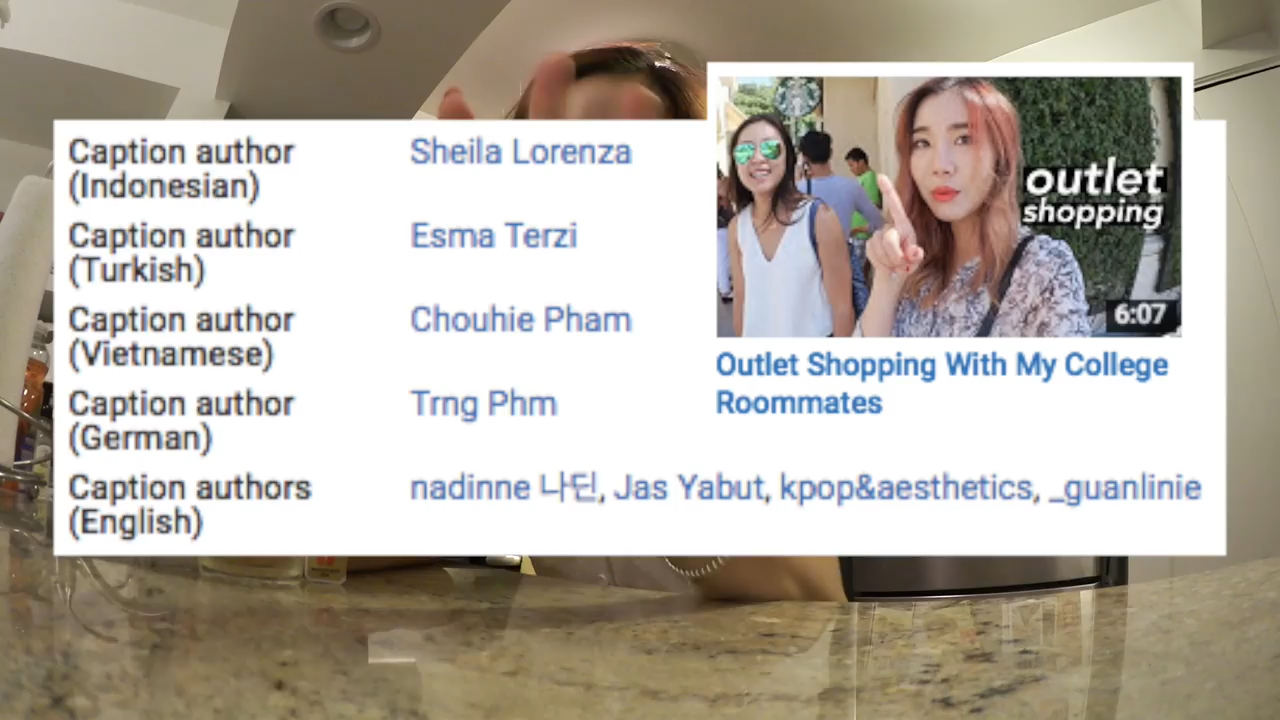 Caption author (Indonesian)
Sheila Lorenza
Caption author (Turkish)
Esma Terzi
Caption author (Vietnamese)
Chouhie Pham
Caption author (German)
Trng Phm
Caption authors (English)
nadinne 나딘, Jas Yabut, kpop&aesthetics, _guanlinie
outlet
shopping
6:07
Outlet Shopping With My College
Roommates